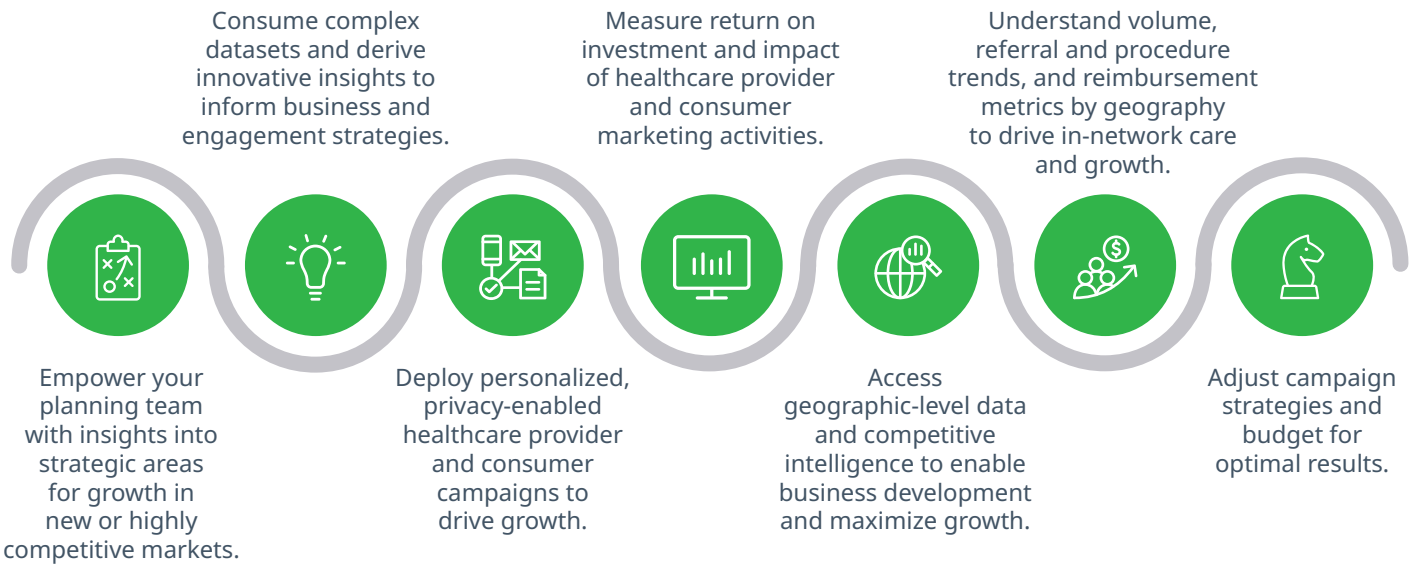 Empower your
planning team
with insights into
strategic areas
for growth in
new or highly
competitive markets.
Consume complex
datasets and derive
innovative insights to
inform business and
engagement strategies.
Deploy personalized,
privacy-enabled
healthcare provider
and consumer
campaigns to
drive growth.
Measure return on
investment and impact
of healthcare provider
and consumer
marketing activities.
Access
geographic-level data
and competitive
intelligence to enable
business development
and maximize growth.
Understand volume,
referral and procedure
trends, and reimbursement
metrics by geography
to drive in-network care
and growth.
$
Adjust campaign
strategies and
budget for
optimal results.